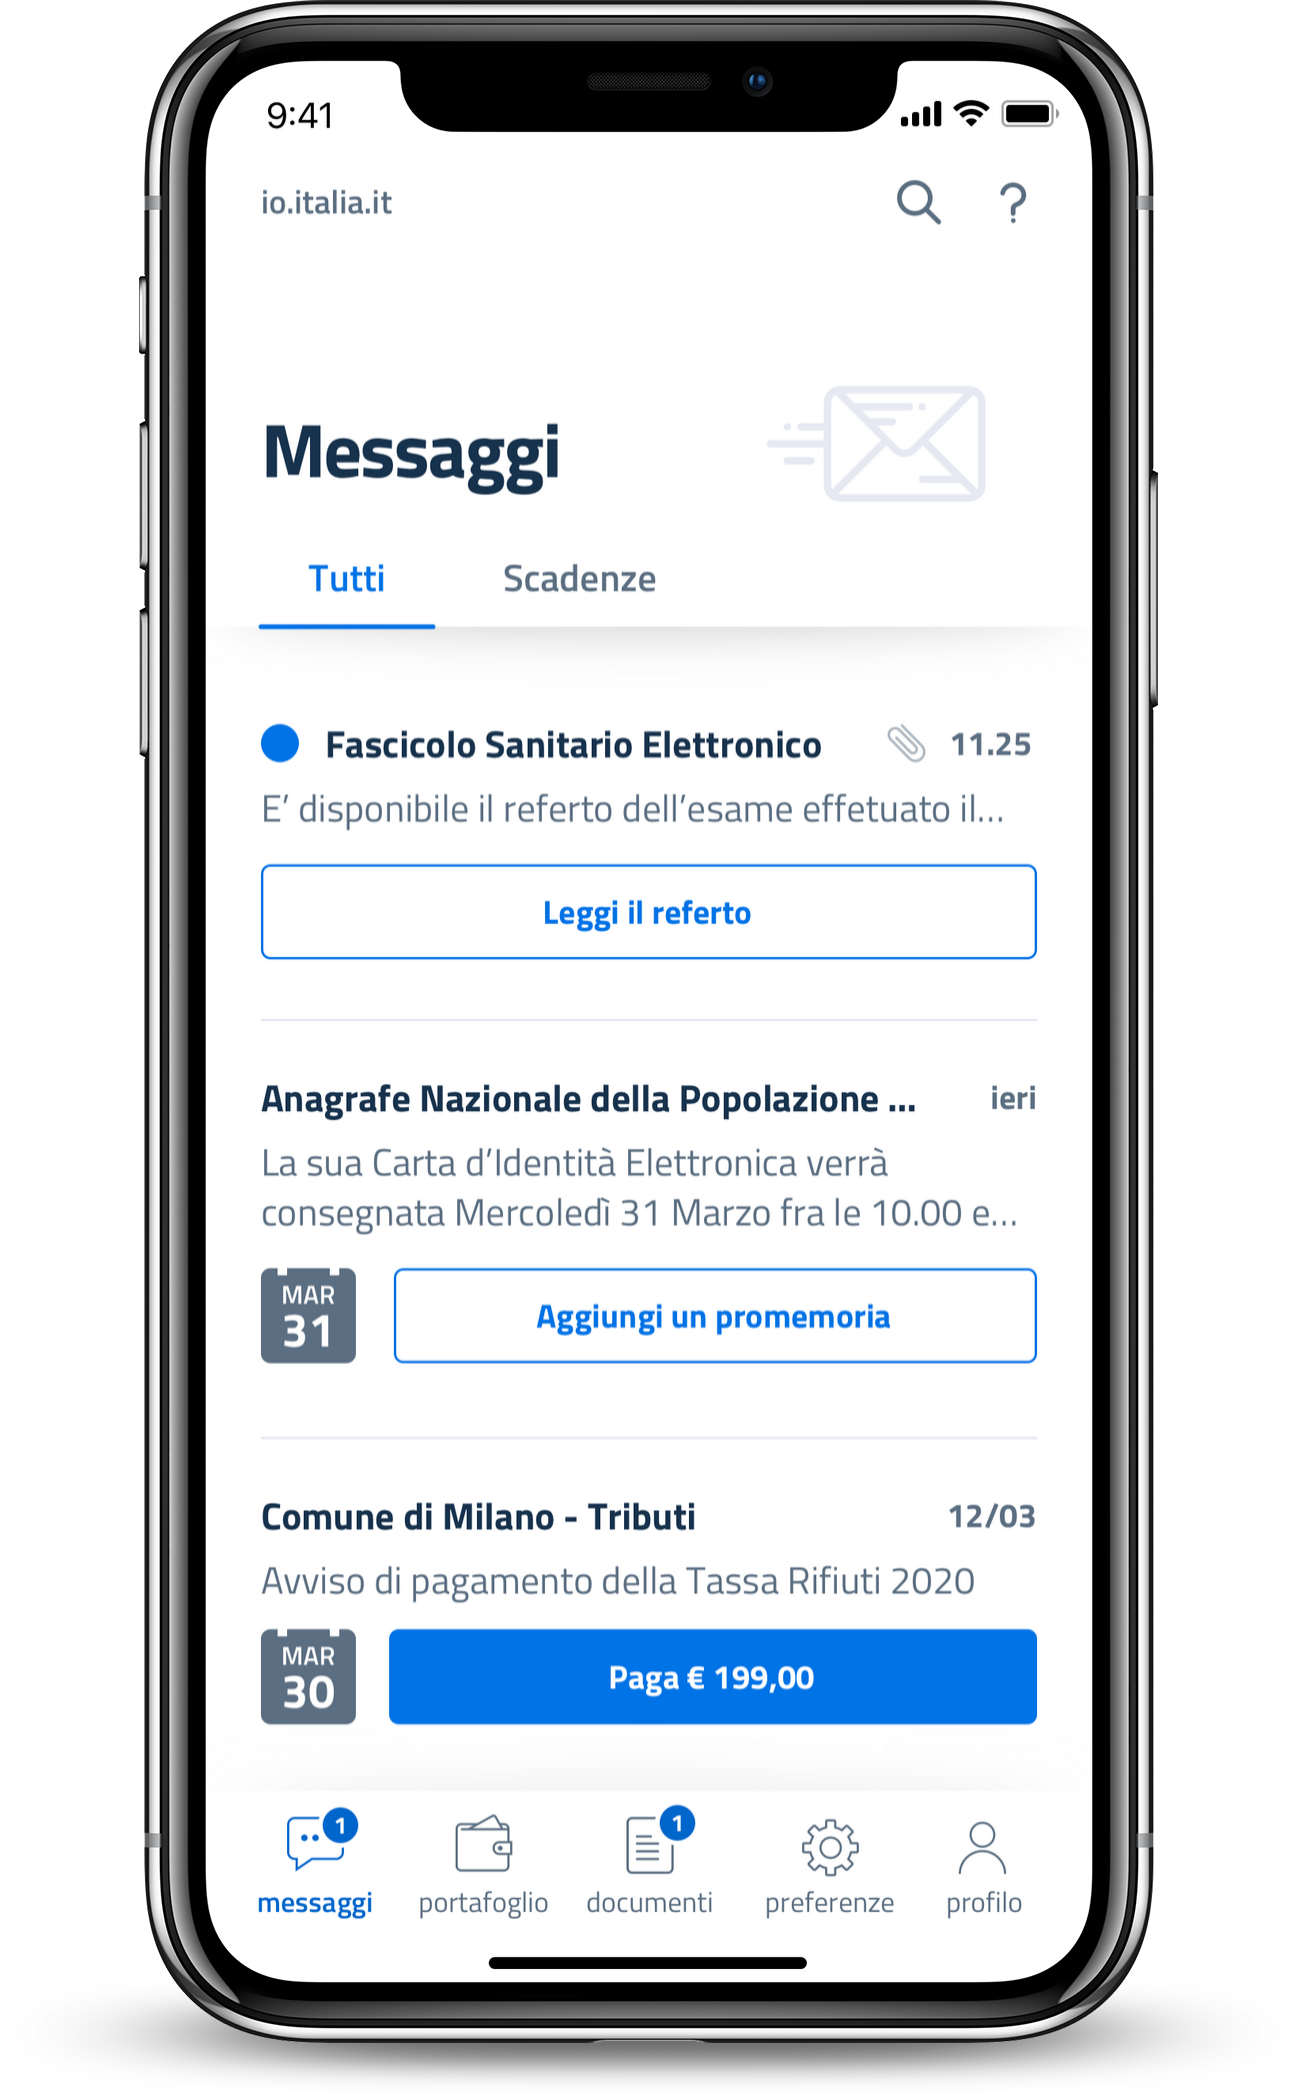 9:41
io.italia.it
Messaggi
Tutti Scadenze
Fascicolo Sanitario Elettronico 11.25
E’ disponibile il referto dell’esame effetuato il...
Leggi il referto
Anagrafe Nazionale della Popolazione ... ieri
La sua Carta d’Identità Elettronica verrà
consegnata Mercoledì 31 Marzo fra le 10.00 e...
MAR
31
Aggiungi un promemoria
Comune di Milano - Tributi 12/03
Avviso di pagamento della Tassa Rifiuti 2020
MAR
30
Paga € 199,00
1 1
messaggi portafoglio documenti preferenze profilo